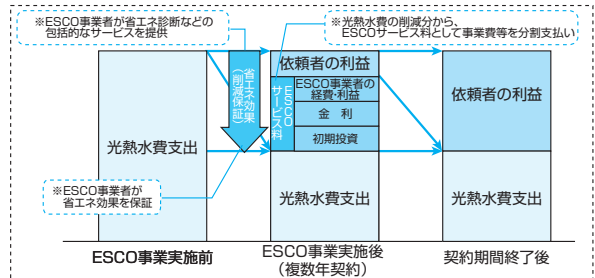 ※ESCO事業者が省エネ診断などの
包括的なサービスを提供
※光熱水費の削減分から、
ESCOサービス料として事業費等を分割支払い
光熱水費支出
省エネ効果
(削減保証)
※ESCO事業者が
省エネ効果を保証
依頼者の利益
ESCO
サービス料
ESCO事業者の
経費・利益
金 利
初期投資
光熱水費支出
依頼者の利益
光熱水費支出
ESCO事業実施前
ESCO事業実施後
(複数年契約)
契約期間終了後